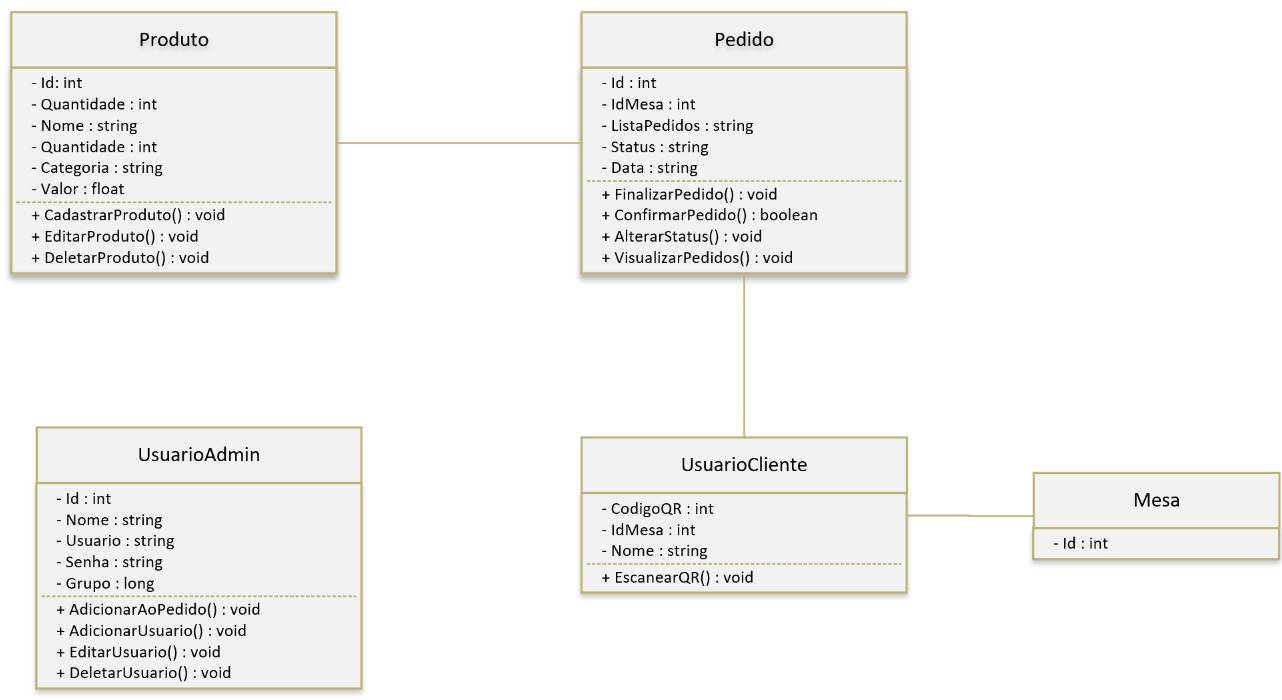 Produto
- Id: int
- Quantidade : int
- Nome : string
- Quantidade : int
- Categoria : string
- Valor : float
+ CadastrarProduto() : void
+ EditarProduto() : void
+ DeletarProduto() : void
Pedido
- Id : int
- IdMesa : int
- ListaPedidos : string
- Status : string
- Data : string
+ FinalizarPedido() : void
+ ConfirmarPedido() : boolean
+ AlterarStatus() : void
+ VisualizarPedidos() : void
UsuarioAdmin
- Id : int
- Nome : string
- Usuario : string
- Senha : string
- Grupo : long
+ AdicionarAoPedido() : void
+ AdicionarUsuario() : void
+ EditarUsuario() : void
+ DeletarUsuario() : void
UsuarioCliente
- CodigoQR : int
- IdMesa : int
- Nome : string
+ EscanearQR() : void
Mesa
- Id : int